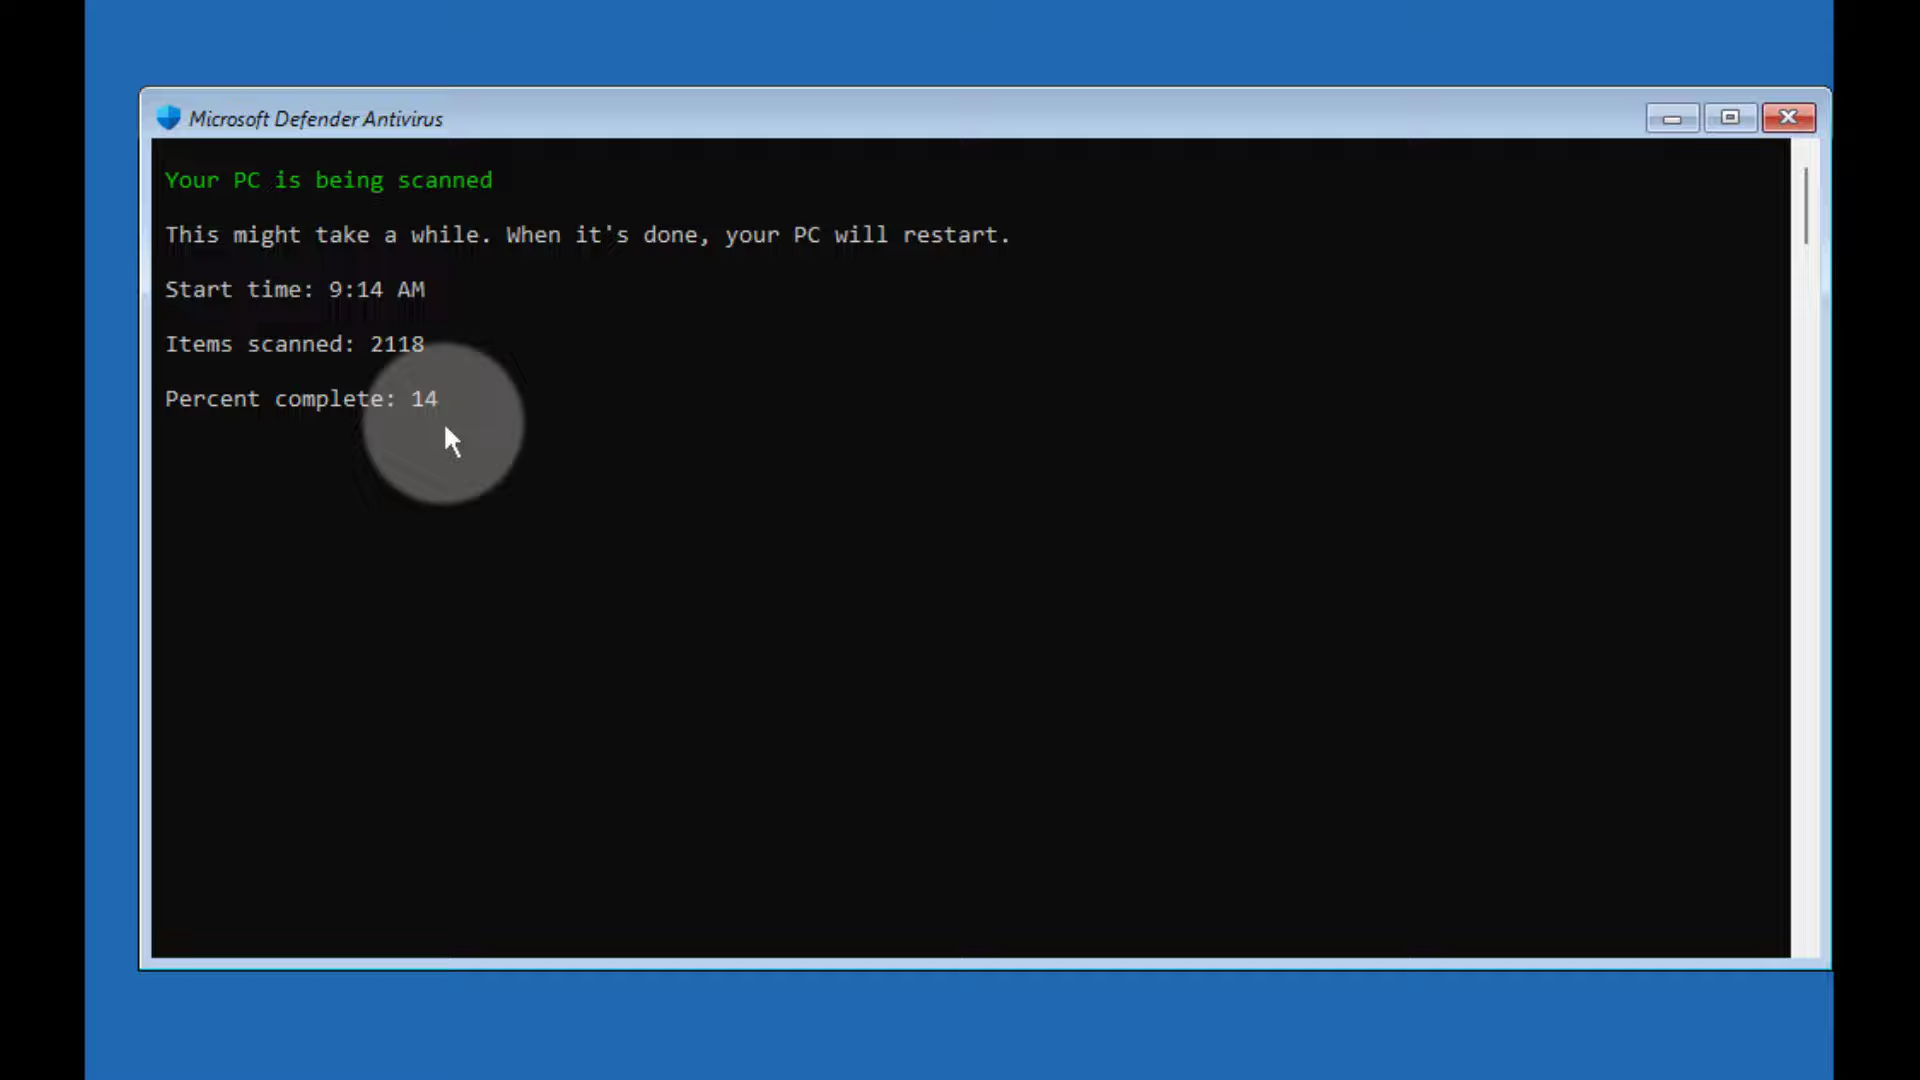 Microsoft Defender Antivirus
Your PC is being scanned
This might take a while. When it's done, your PC will restart.
Start time: 9:14 AM
Items scanned: 2118
Percent complete: 14